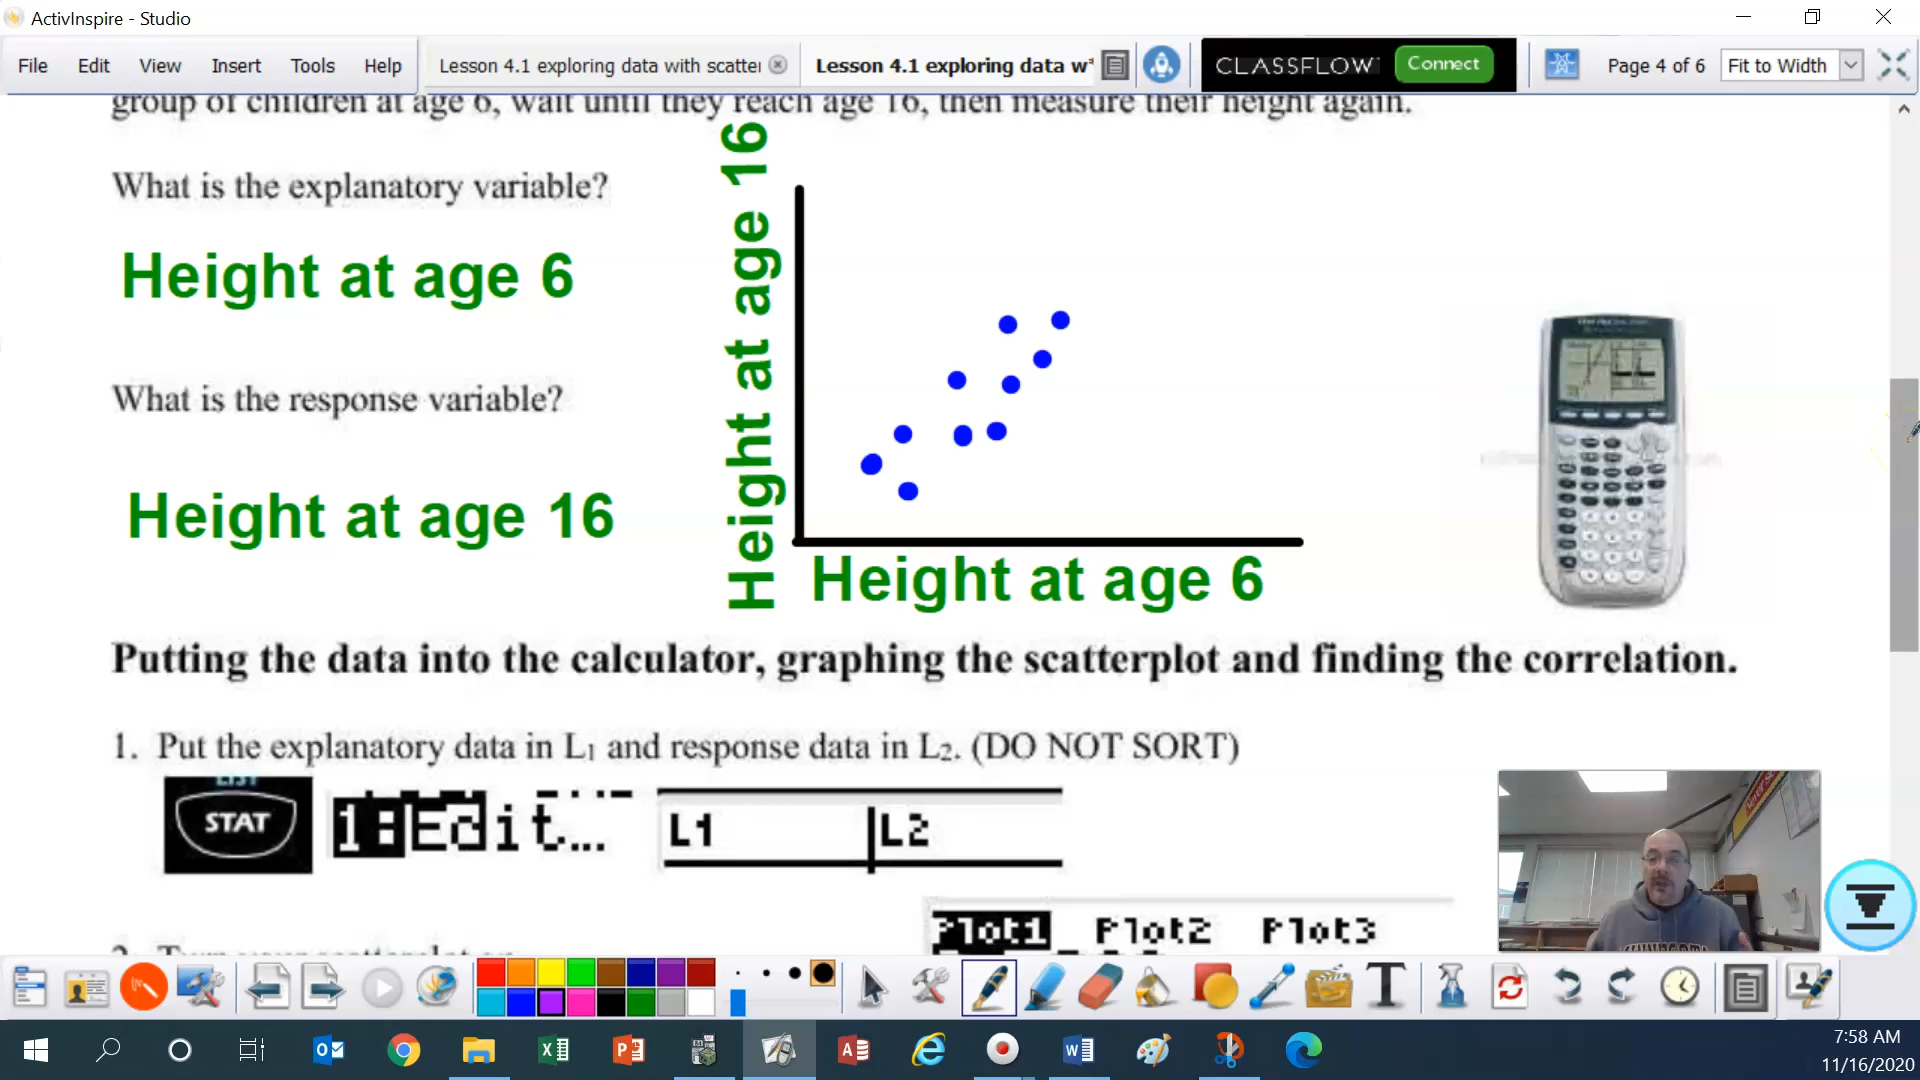 ActivInspire - Studio
File Edit View Insert Tools Help
Lesson 4.1 exploring data with scatter
Lesson 4.1 exploring data w*
CLASSFLOW
Connect
Page 4 of 6
Fit to Width
group of children at age 6, wait until they reach age 16, then measure their height again.
What is the explanatory variable?
Height at age 6
What is the response variable?
Height at age 16
Height at age 16
Height at age 6
Putting the data into the calculator, graphing the scatterplot and finding the correlation.
1. Put the explanatory data in L1 and response data in L2. (DO NOT SORT)
LIST
STAT
1:Edit...
L1 L2
Plot1 Plot2 Plot3
7:58 AM
11/16/2020